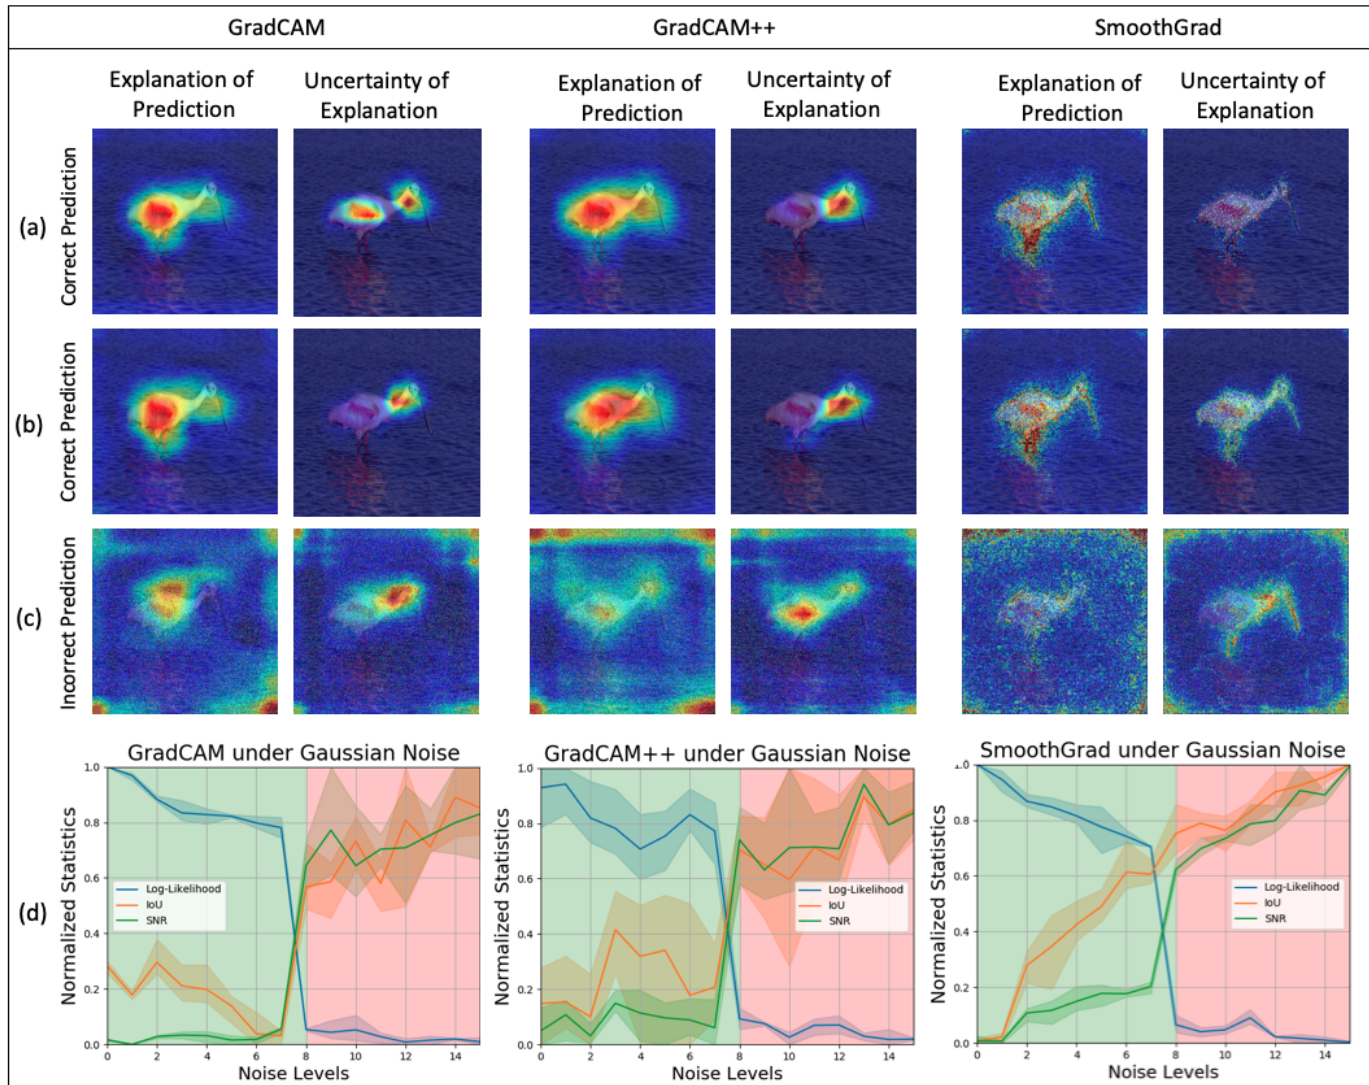 GradCAM GradCAM++ SmoothGrad
Explanation of Prediction
Uncertainty of Explanation
Explanation of Prediction
Uncertainty of Explanation
Explanation of Prediction
Uncertainty of Explanation
(a) Correct Prediction
(b) Correct Prediction
(c) Incorrect Prediction
(d)
GradCAM under Gaussian Noise
Normalized Statistics
1.0
0.8
0.6
0.4
0.2
0.0
Log-Likelihood
IoU
SNR
0 2 4 6 8 10 12 14
Noise Levels
GradCAM++ under Gaussian Noise
Normalized Statistics
1.0
0.8
0.6
0.4
0.2
0.0
Log-Likelihood
IoU
SNR
0 2 4 6 8 10 12 14
Noise Levels
SmoothGrad under Gaussian Noise
Normalized Statistics
1.0
0.8
0.6
0.4
0.2
0.0
Log-Likelihood
IoU
SNR
0 2 4 6 8 10 12 14
Noise Levels